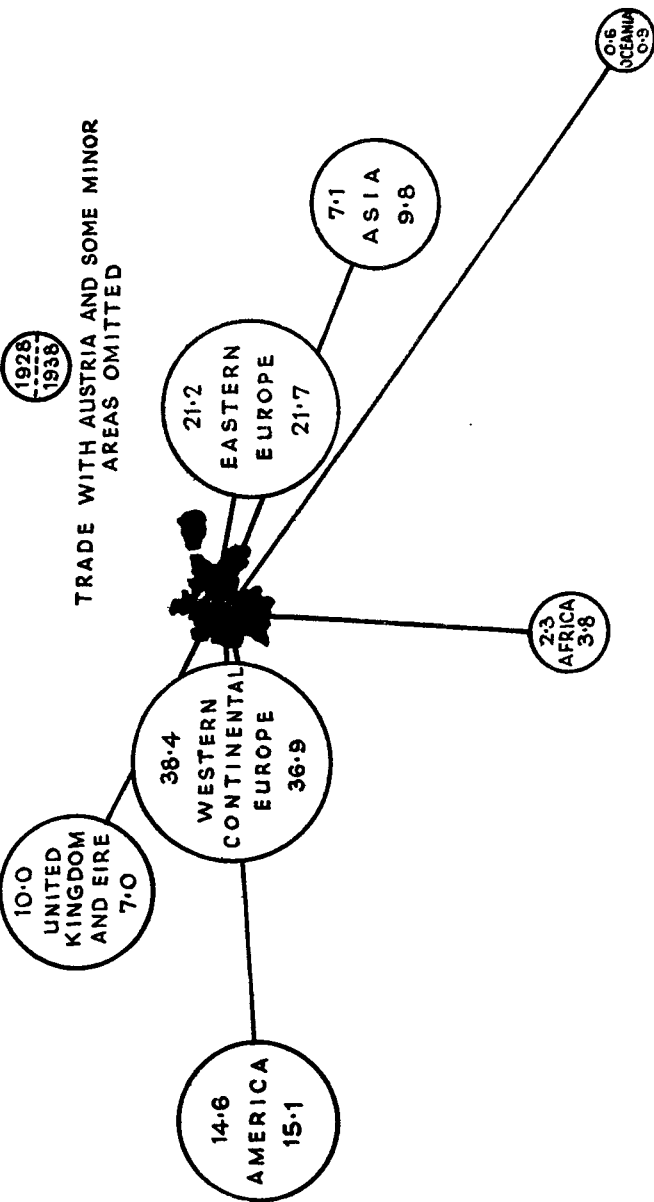 1928
1938
TRADE WITH AUSTRIA AND SOME MINOR
AREAS OMITTED
10·0
UNITED
KINGDOM
AND EIRE
7·0
14·6
AMERICA
15·1
38·4
WESTERN
CONTINENTAL
EUROPE
36·9
21·2
EASTERN
EUROPE
21·7
7·1
ASIA
9·8
2·3
AFRICA
3·8
0·6
OCEANIA
0·9